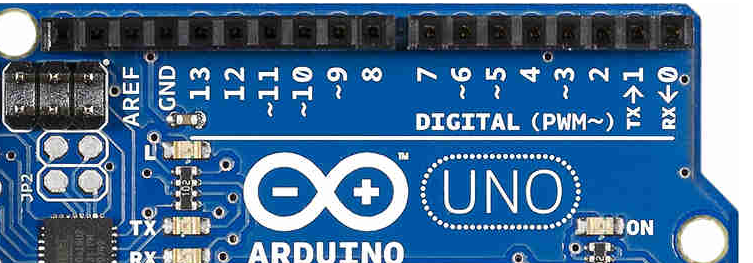 AREF
GND
13
12
~11
~10
~9
8
7
~6
~5
4
~3
2
TX→1
RX←0
DIGITAL (PWM~)
L
JP2
TX
RX
™
UNO
ON
ARDUINO